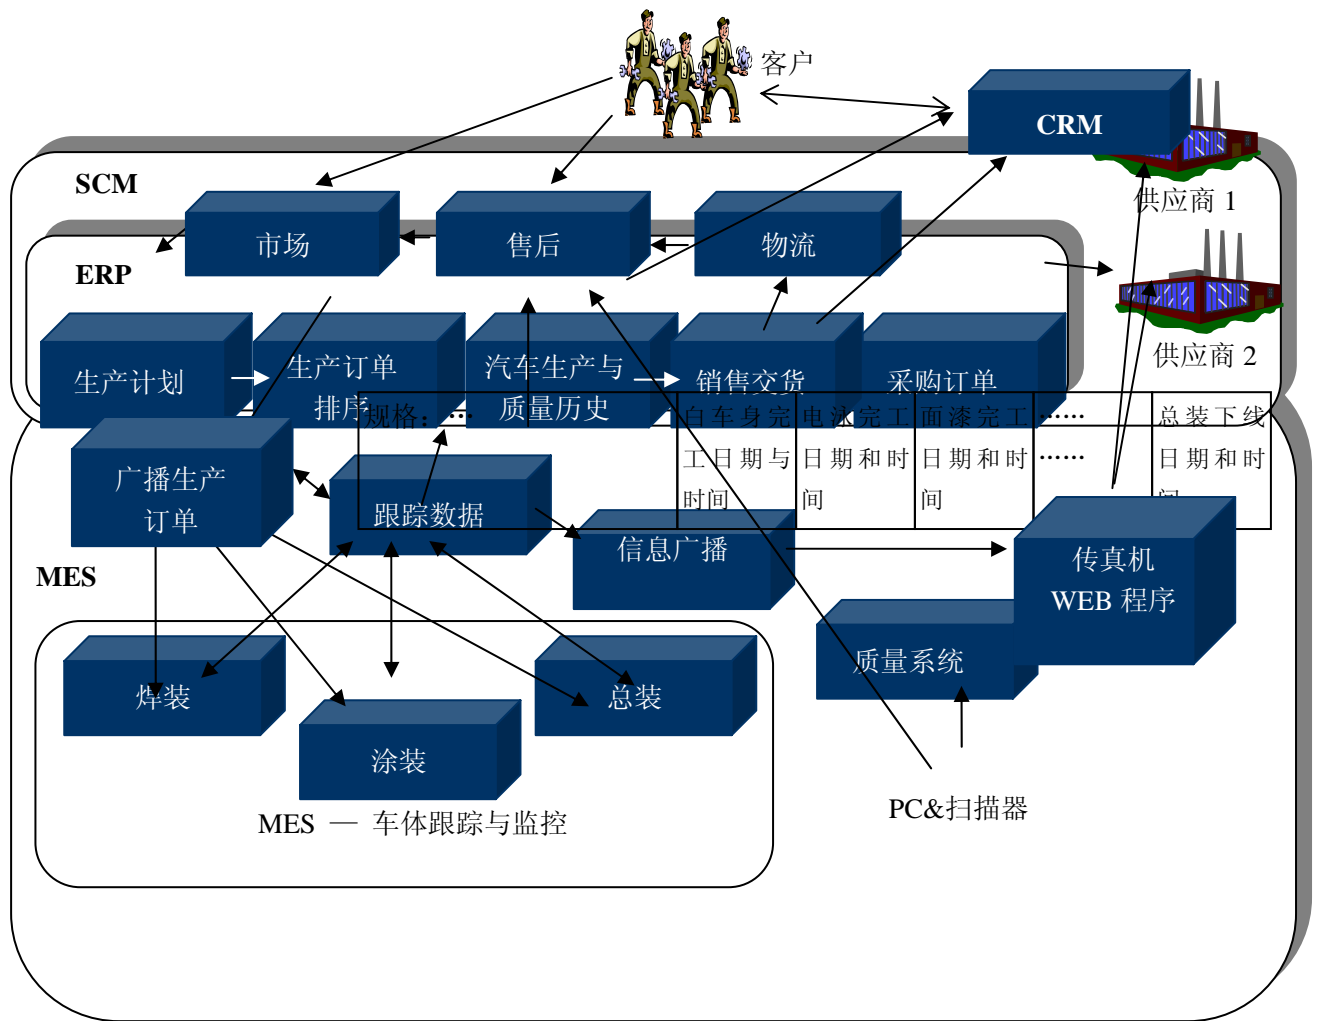 客户
CRM
SCM
供应商 1
市场
售后
物流
ERP
供应商 2
生产计划
生产订单
排序
汽车生产与
质量历史
销售交货
采购订单
规格：……
白车身完
工日期与
时间
电泳完工
日期和时
间
面漆完工
日期和时
间
……
……
总装下线
日期和时
间
广播生产
订单
跟踪数据
信息广播
传真机
WEB 程序
MES
质量系统
焊装
总装
涂装
PC&扫描器
MES — 车体跟踪与监控